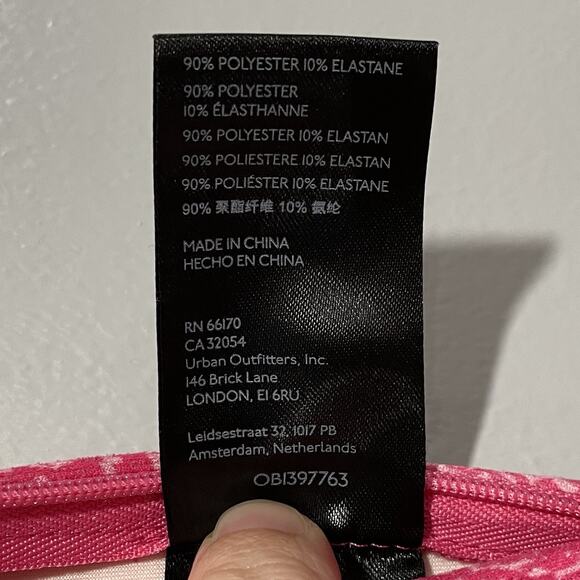 90% POLYESTER 10% ELASTANE
90% POLYESTER
10% ÉLASTHANNE
90% POLYESTER 10% ELASTAN
90% POLIESTERE 10% ELASTAN
90% POLIÉSTER 10% ELASTANE
90% 聚酯纤维 10% 氨纶
MADE IN CHINA
HECHO EN CHINA
RN 66170
CA 32054
Urban Outfitters, Inc.
146 Brick Lane
LONDON, E1 6RU
Leidsestraat 32, 1017 PB
Amsterdam, Netherlands
OB1397763